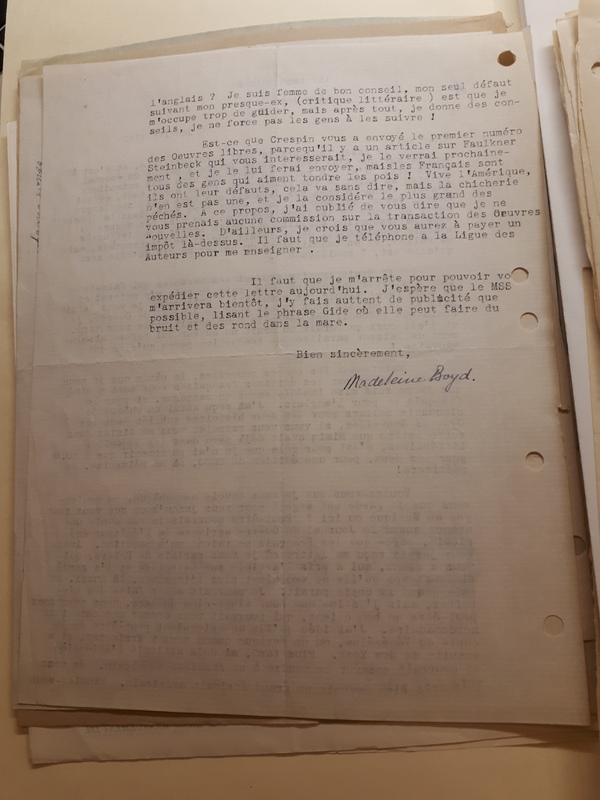 l'anglais ? Je suis femme de bon conseil, mon seul défaut
suivant mon presque-ex, (critique littéraire ) est que je
m'occupe trop de guider, mais après tout, je donne des con-
seils, je ne force pas les gens à les suivre !
Est-ce que Crespin vous a envoyé le premier numéro
des Oeuvres libres, parcequ'il y a un article sur Faulkner
Steinbeck qui vous interesserait, je le verrai prochaine-
ment , et je le lui ferai envoyer, maisles Français sont
tous des gens qui aiment tondre les pois ! Vive l'Amérique,
ils ont leur défauts, cela va sans dire, mais la chicherie
n'en est pas une, et je la considére le plus grand des
péchés. A ce propos, j'ai oublié de vous dire que je ne
vous prenais aucune commission sur la transaction des Oeuvres
nouvelles. D'ailleurs, je crois que vous aurez à payer un
impôt là-dessus. Il faut que je téléphone a la Ligue des
Auteurs pour me enseigner .
Il faut que je m'arrête pour pouvoir vo
expédier cette lettre aujourd'hui. J'espère que le MSS
m'arrivera bientôt, j'y fais auttent de publicité que
possible, lisant le phrase Gide où elle peut faire du
bruit et des rond dans la mare.
Bien sincèrement,
Madeleine Boyd.